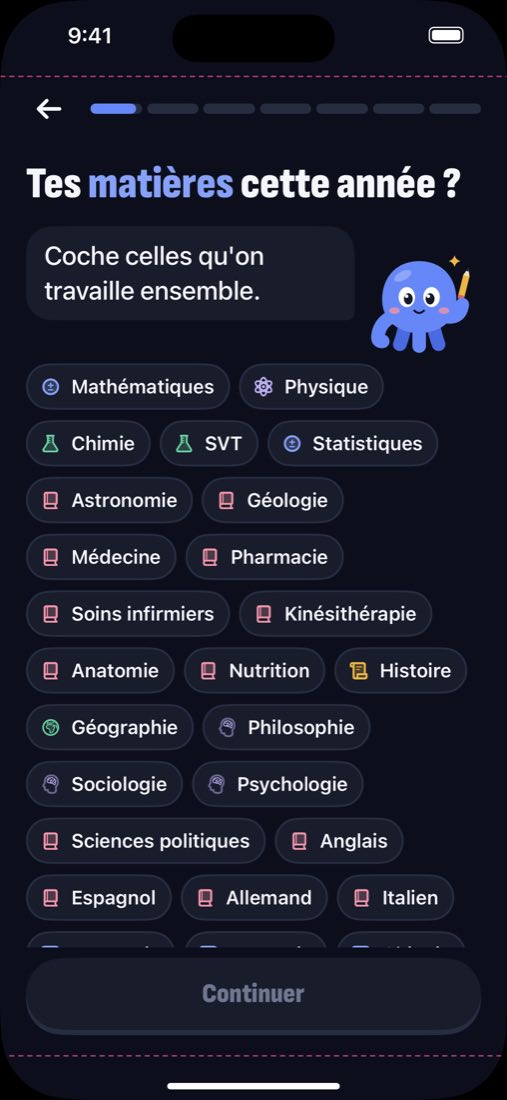 9:41
Tes matières cette année ?
Coche celles qu'on
travaille ensemble.
Mathématiques Physique
Chimie SVT Statistiques
Astronomie Géologie
Médecine Pharmacie
Soins infirmiers Kinésithérapie
Anatomie Nutrition Histoire
Géographie Philosophie
Sociologie Psychologie
Sciences politiques Anglais
Espagnol Allemand Italien
Continuer